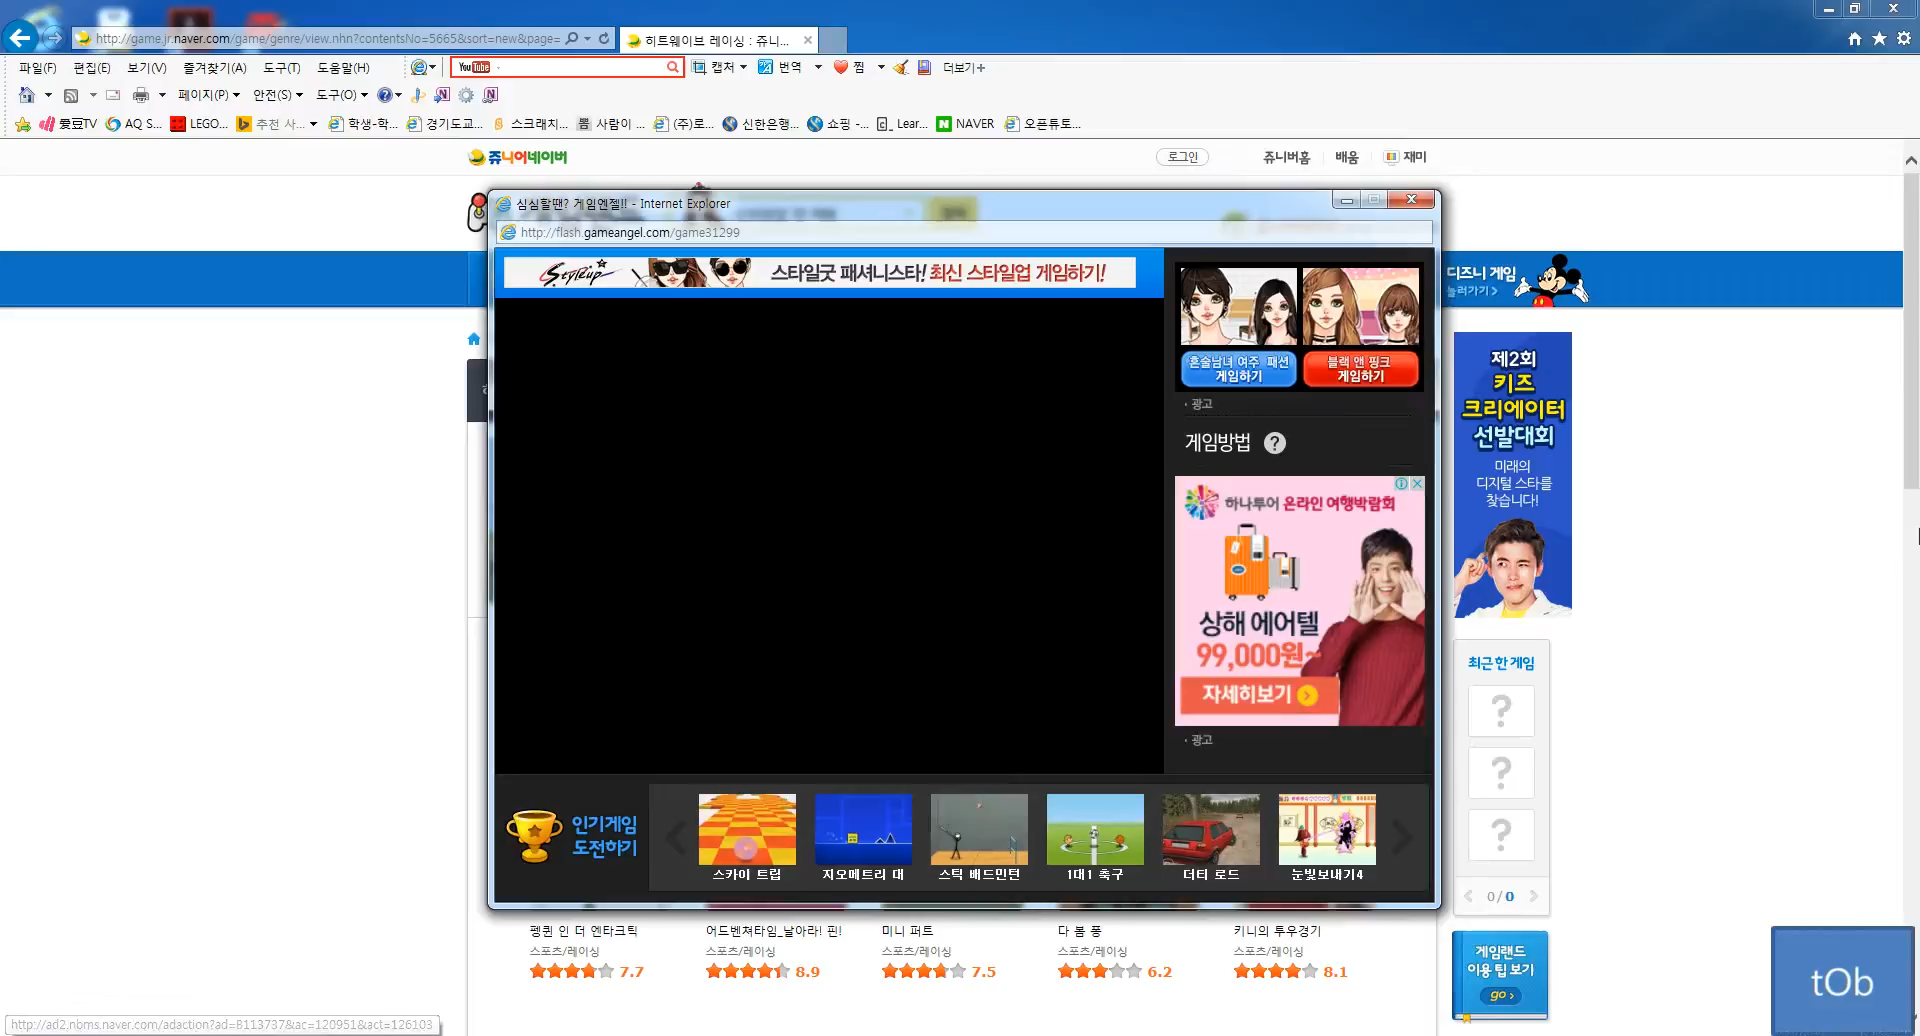 http://game.jr.naver.com/game/genre/view.nhn?contentsNo=5665&sort=new&page=
히트웨이브 레이싱 : 쥬니...
파일(F) 편집(E) 보기(V) 즐겨찾기(A) 도구(T) 도움말(H)
YouTube
캡처 번역 찜 더보기+
페이지(P) 안전(S) 도구(O)
爱豆TV AQ S... LEGO... 추천 사... 학생-학... 경기도교... 스크래치... 사람이 ... (주)로... 신한은행... 쇼핑 -... Lear... NAVER 오픈튜토...
쥬니어네이버
로그인 쥬니버홈 배움 재미
심심할땐? 게임엔젤!! - Internet Explorer
http://flash.gameangel.com/game31299
Styleup
스타일굿 패셔니스타! 최신 스타일업 게임하기!
혼술남녀 여주 패션
게임하기
블랙 앤 핑크
게임하기
광고
게임방법 ?
하나투어 온라인 여행박람회
상해 에어텔
99,000원~
자세히보기
광고
인기게임
도전하기
스카이 트립 지오메트리 대 스틱 배드민턴 1대1 축구 더티 로드 눈빛보내기4
디즈니 게임
놀러가기 >
제2회
키즈
크리에이터
선발대회
미래의
디지털 스타를
찾습니다!
최근 한 게임
?
?
?
0/0
게임랜드
이용 팁 보기
go >
펭귄 인 더 엔타크틱 어드벤쳐타임_날아라! 핀! 미니 퍼트 다 봄 퐁 키니의 투우경기
스포츠/레이싱 스포츠/레이싱 스포츠/레이싱 스포츠/레이싱 스포츠/레이싱
7.7 8.9 7.5 6.2 8.1
http://ad2.nbms.naver.com/adaction?ad=B113737&ac=120951&act=126103
tOb